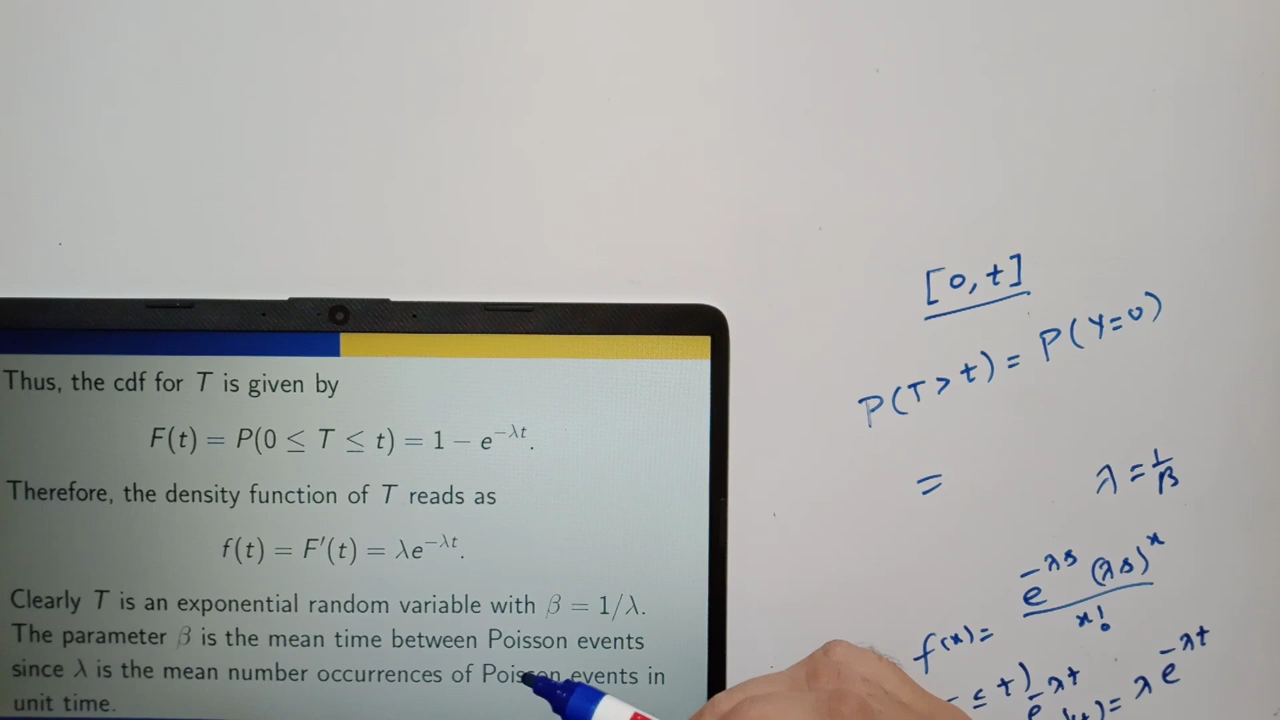 Thus, the cdf for T is given by
F(t) = P(0 ≤ T ≤ t) = 1 − e^{−λt}.
Therefore, the density function of T reads as
f(t) = F′(t) = λe^{−λt}.
Clearly T is an exponential random variable with β = 1/λ.
The parameter β is the mean time between Poisson events
since λ is the mean number occurrences of Poisson events in
unit time.
[0, t]
P(T > t) = P(Y=0)
=
λ = 1/β
f(x) = e^{−λs} (λs)^x / x!
≤ t)
e^{−λt}
= λ e^{−λt}